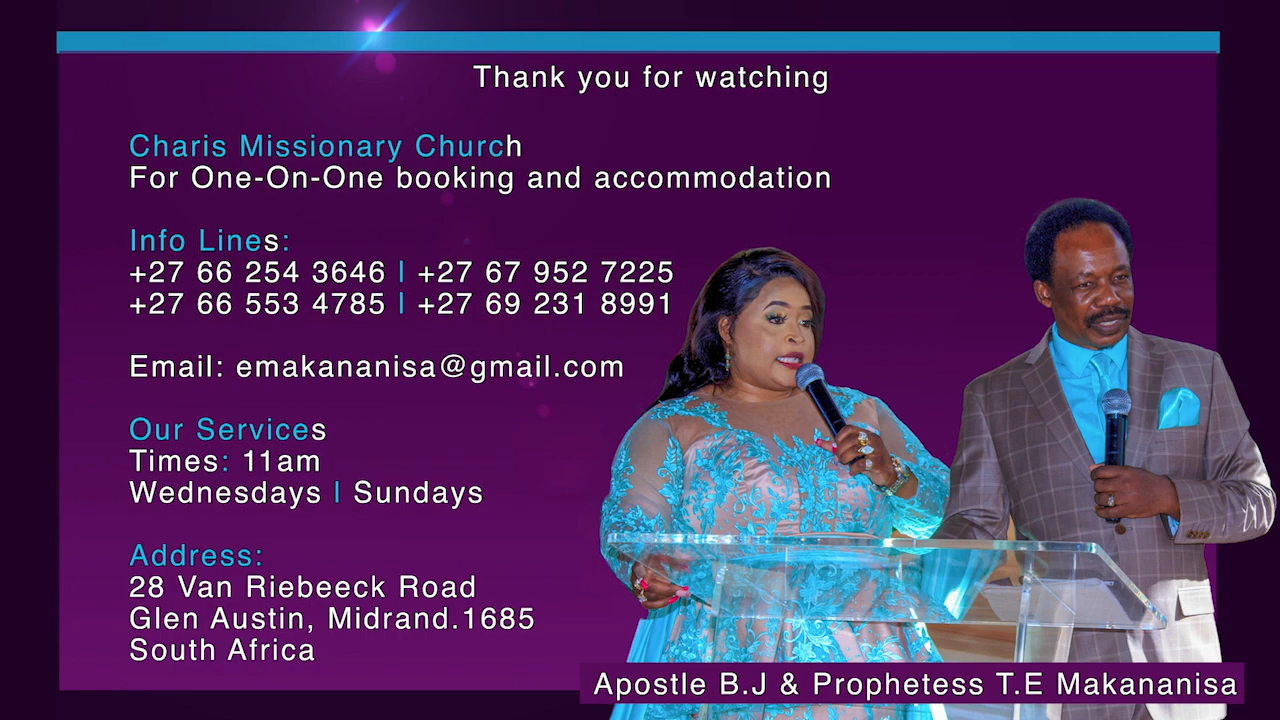 Thank you for watching
Charis Missionary Church
For One-On-One booking and accommodation
Info Lines:
+27 66 254 3646 | +27 67 952 7225
+27 66 553 4785 | +27 69 231 8991
Email: emakananisa@gmail.com
Our Services
Times: 11am
Wednesdays | Sundays
Address:
28 Van Riebeeck Road
Glen Austin, Midrand.1685
South Africa
Apostle B.J & Prophetess T.E Makananisa